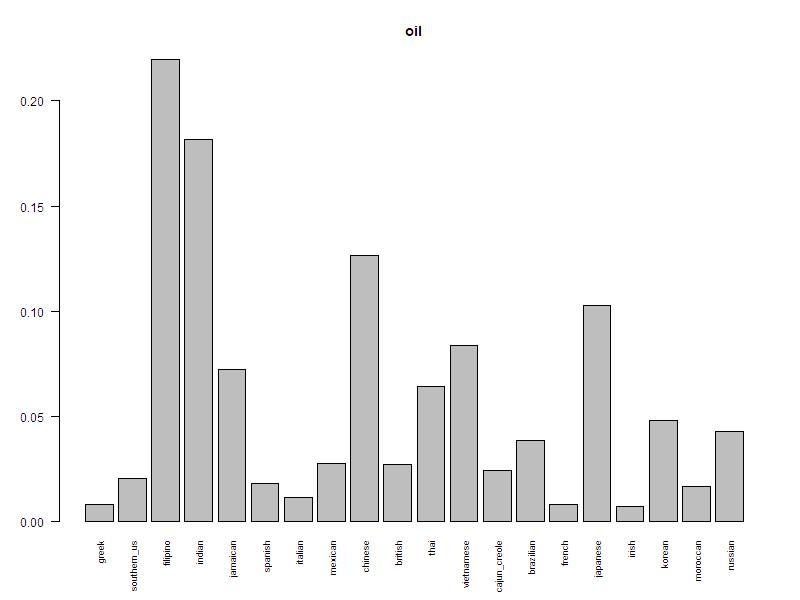 oil
0.20
0.15
0.10
0.05
0.00
greek
southern_us
filipino
indian
jamaican
spanish
italian
mexican
chinese
british
thai
vietnamese
cajun_creole
brazilian
french
japanese
irish
korean
moroccan
russian